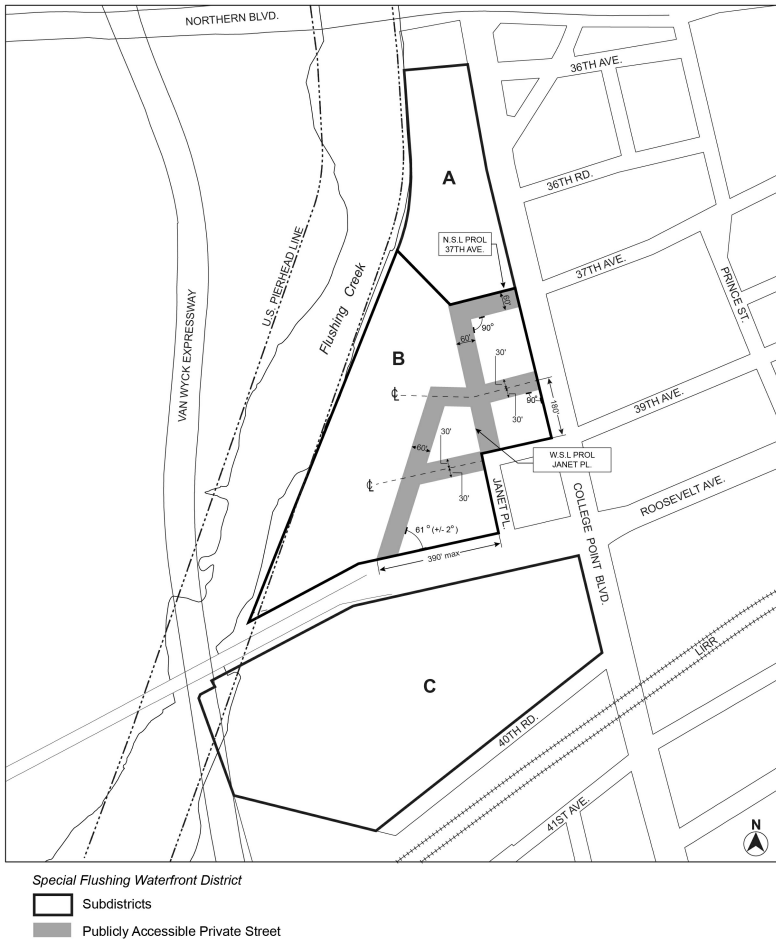 NORTHERN BLVD.
36TH AVE.
A
36TH RD.
N.S.L PROL
37TH AVE.
37TH AVE.
PRINCE ST.
U.S. PIERHEAD LINE
Flushing Creek
VAN WYCK EXPRESSWAY
60'
90°
60'
B
30'
℄
90°
30'
180'
39TH AVE.
60'
30'
W.S.L PROL
JANET PL.
℄
30'
JANET PL.
COLLEGE POINT BLVD.
ROOSEVELT AVE.
61° (+/- 2°)
390' max
LIRR
C
40TH RD.
41ST AVE.
N
Special Flushing Waterfront District
Subdistricts
Publicly Accessible Private Street